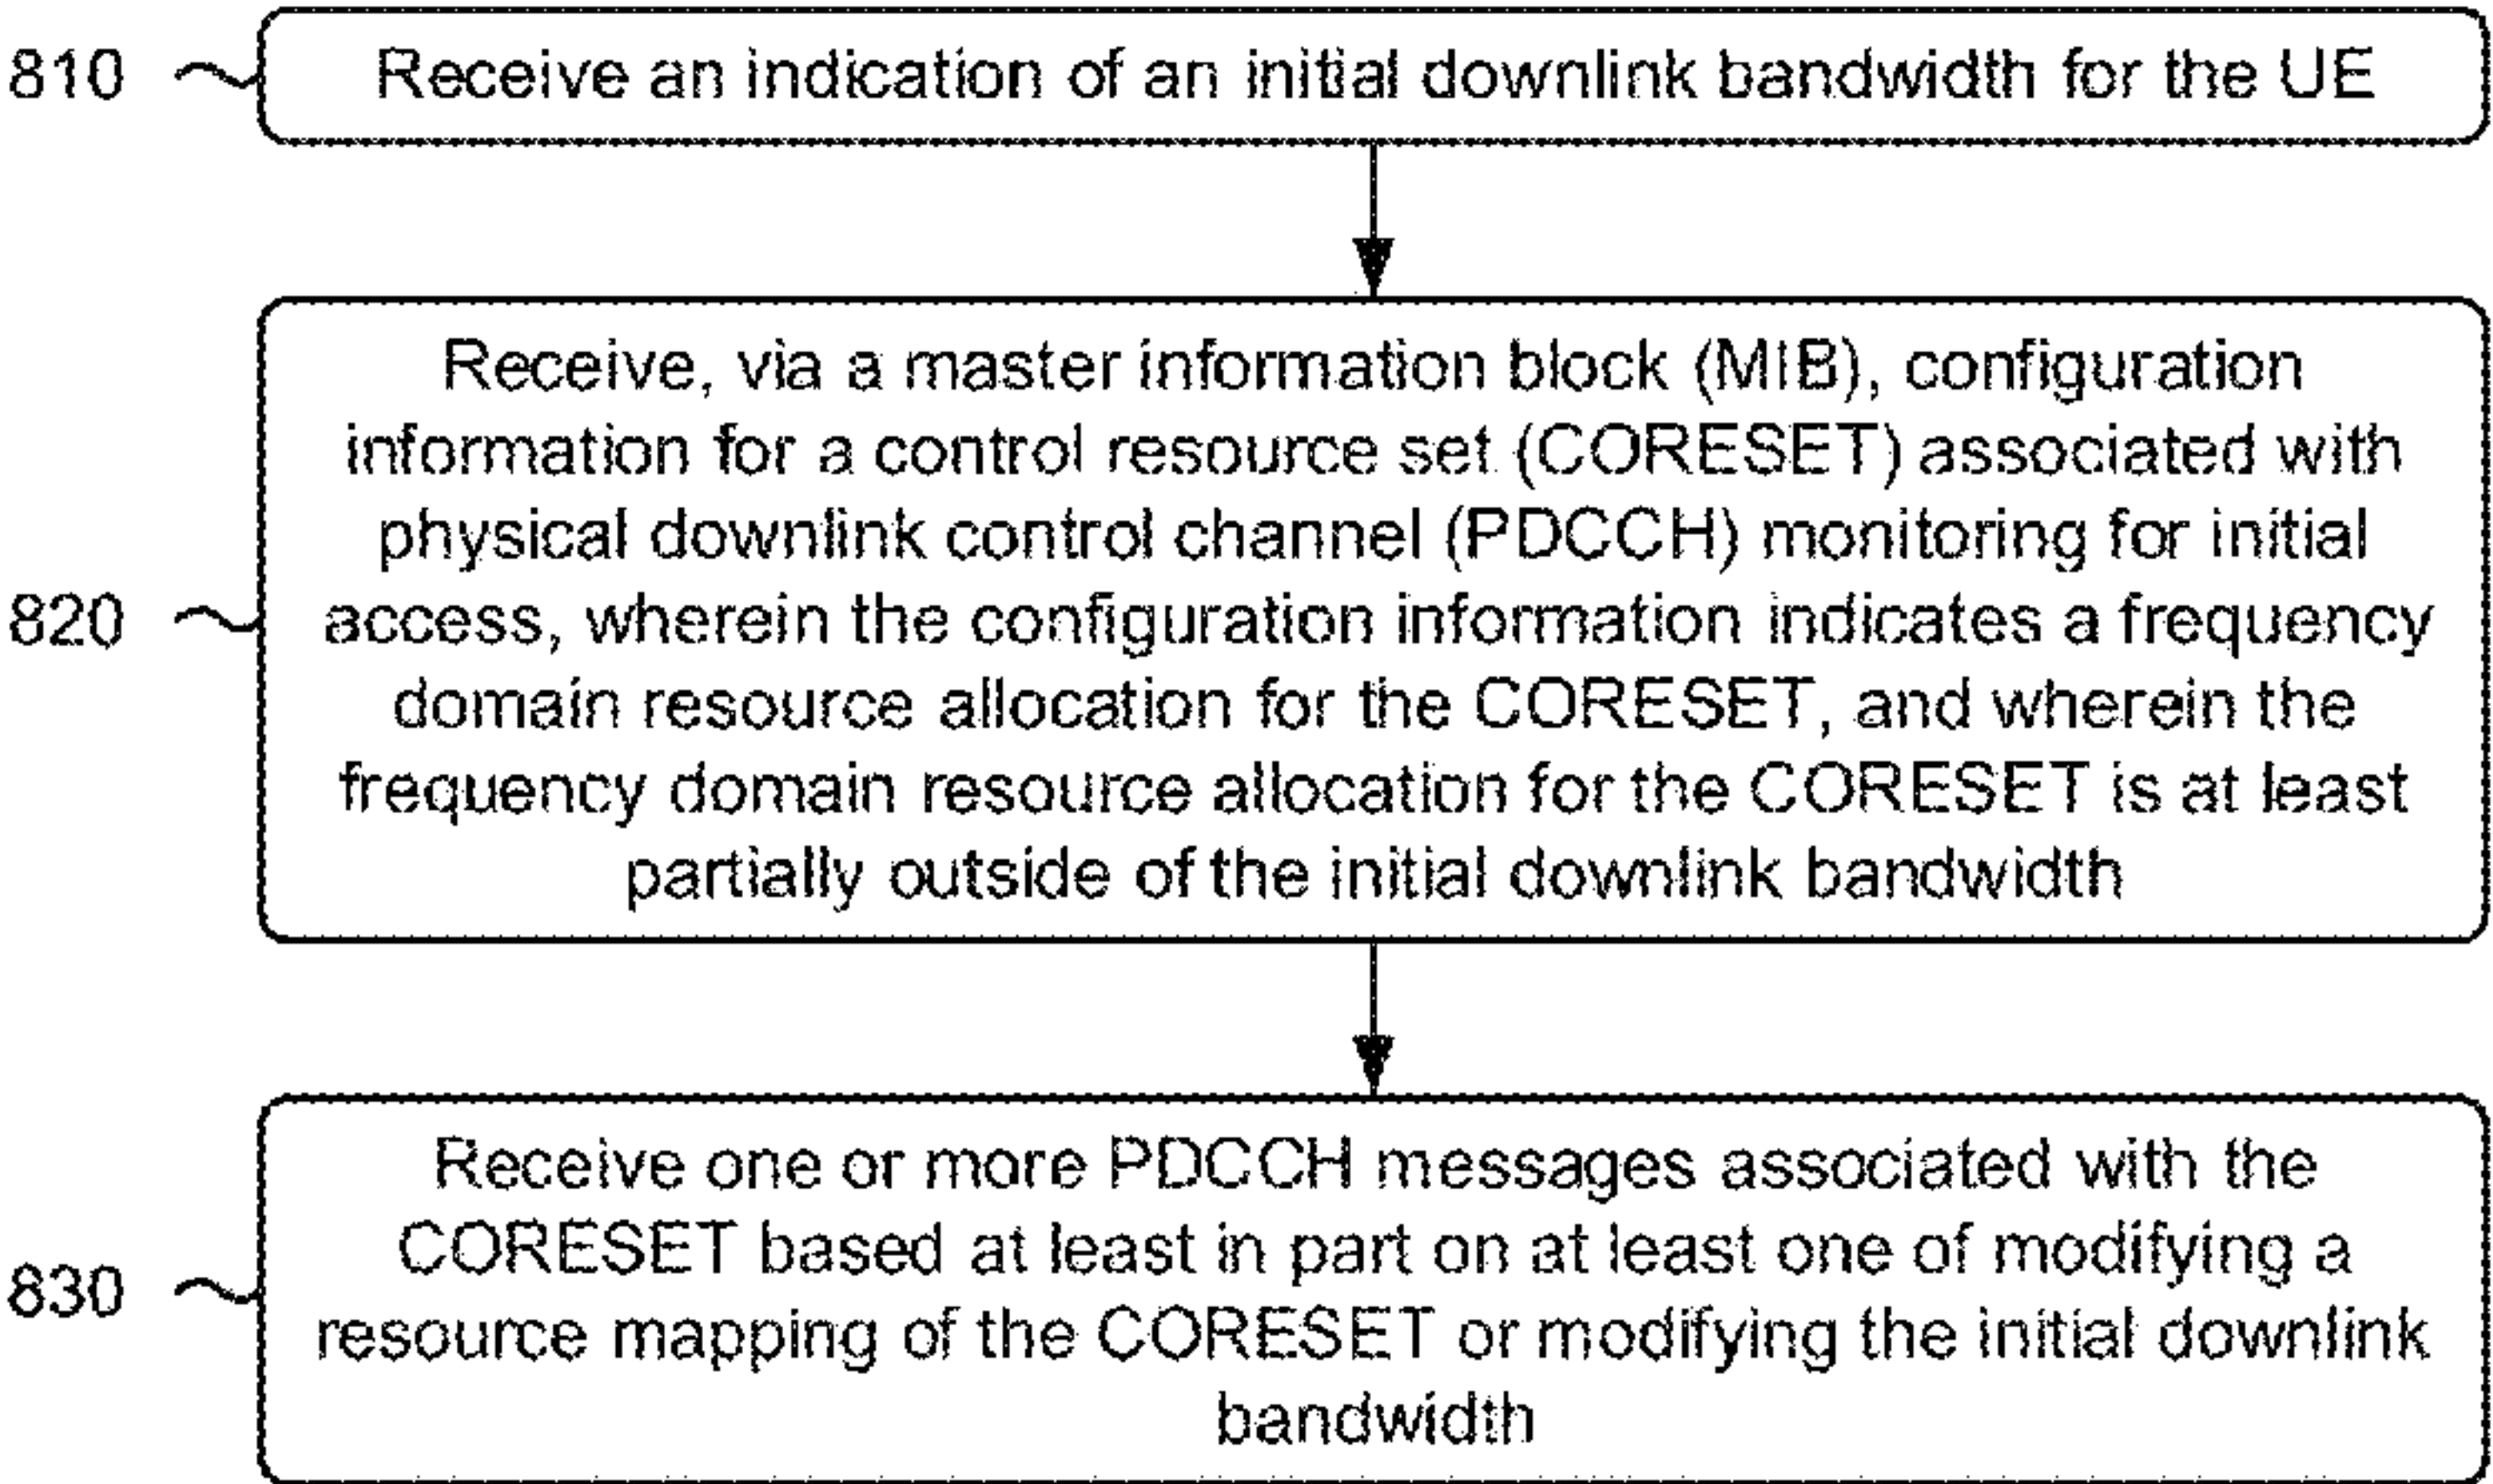 810
Receive an indication of an initial downlink bandwidth for the UE
820
Receive, via a master information block (MIB), configuration
information for a control resource set (CORESET) associated with
physical downlink control channel (PDCCH) monitoring for initial
access, wherein the configuration information indicates a frequency
domain resource allocation for the CORESET, and wherein the
frequency domain resource allocation for the CORESET is at least
partially outside of the initial downlink bandwidth
830
Receive one or more PDCCH messages associated with the
CORESET based at least in part on at least one of modifying a
resource mapping of the CORESET or modifying the initial downlink
bandwidth